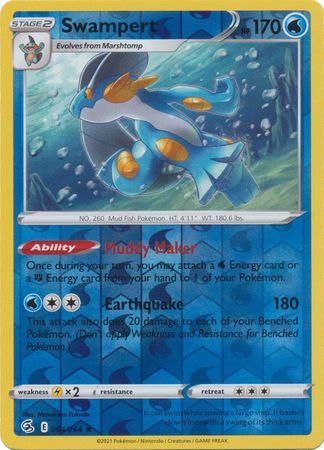 STAGE 2 Swampert HP 170
Evolves from Marshtomp
NO. 260 Mud Fish Pokémon HT: 4'11" WT: 180.6 lbs.
Ability Muddy Maker
Once during your turn, you may attach a Energy card or
a Energy card from your hand to 1 of your Pokémon.
Earthquake 180
This attack also does 20 damage to each of your Benched
Pokémon. (Don't apply Weakness and Resistance for Benched
Pokémon.)
weakness ×2 resistance retreat
Illus. Masakazu Fukuda
E 064/264 ★
It can swim while towing a large ship. It bashes
down foes with a swing of its thick arms.
©2021 Pokémon / Nintendo / Creatures / GAME FREAK